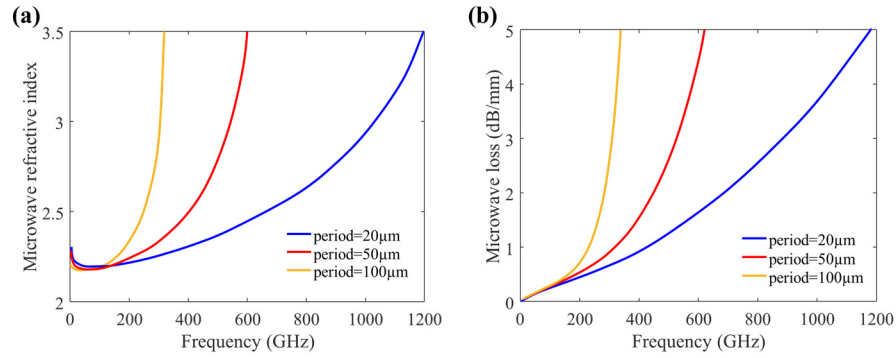 (a)
Microwave refractive index
3.5
3
2.5
2
0
200
400
600
800
1000
1200
Frequency (GHz)
period=20μm
period=50μm
period=100μm
(b)
Microwave loss (dB/mm)
5
4
3
2
1
0
0
200
400
600
800
1000
1200
Frequency (GHz)
period=20μm
period=50μm
period=100μm